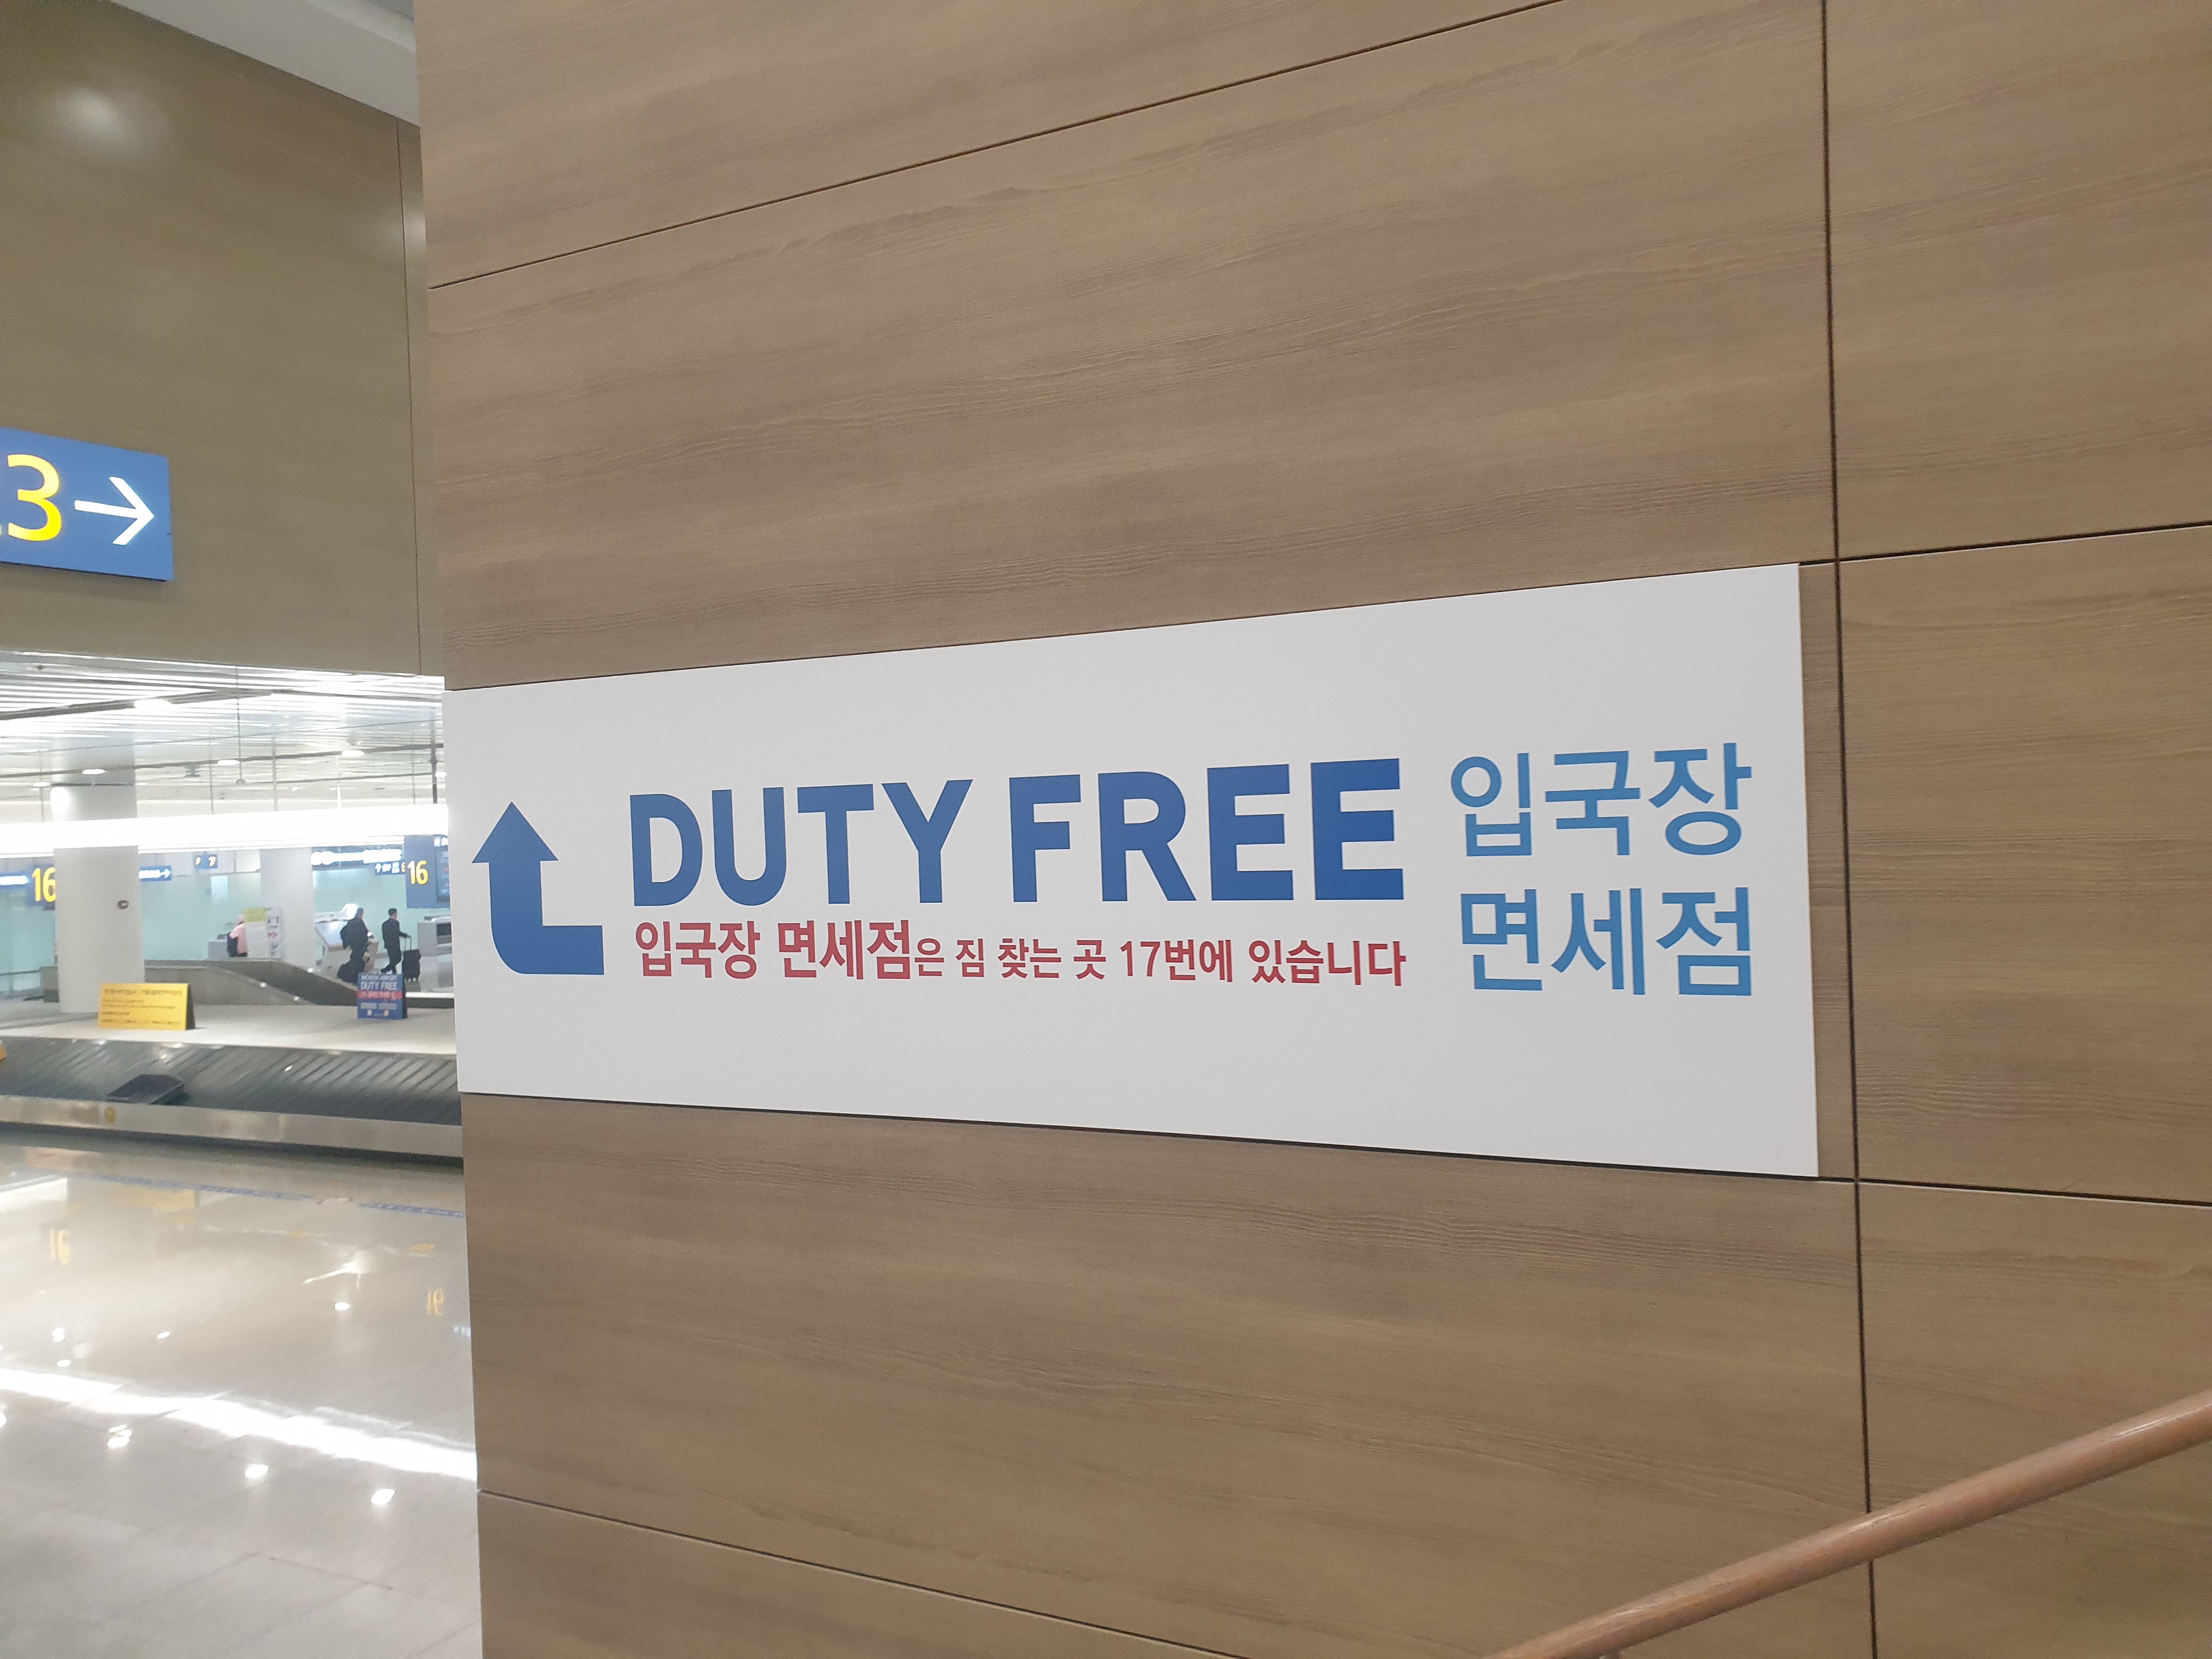 3→
DUTY FREE
입국장 면세점은 짐 찾는 곳 17번에 있습니다
입국장
면세점
16
16
DUTY FREE